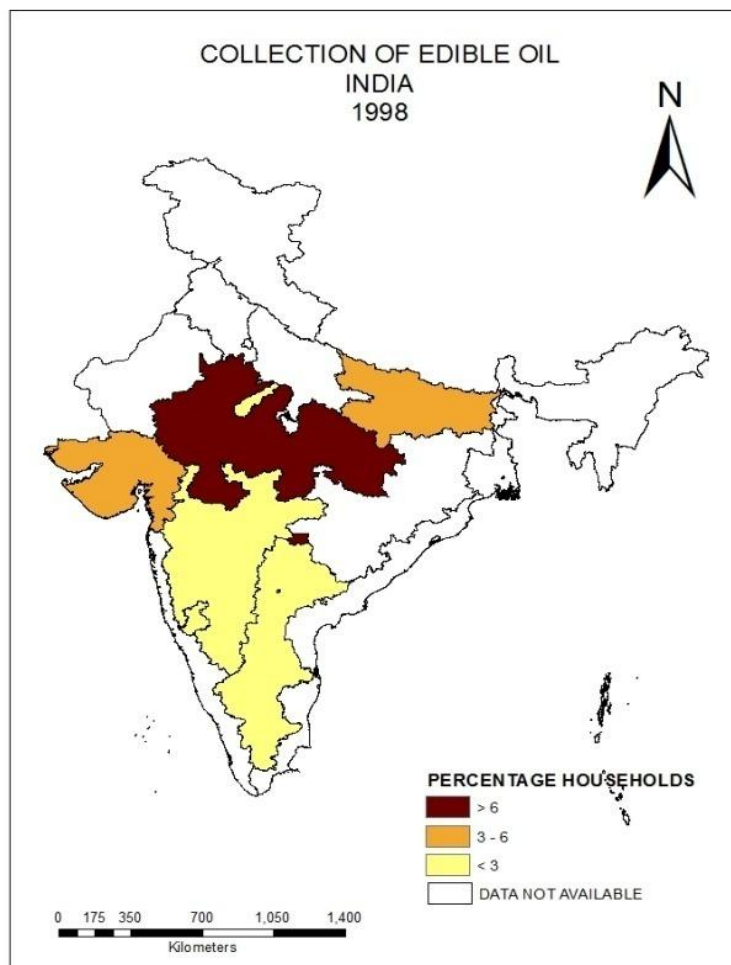 COLLECTION OF EDIBLE OIL
INDIA
1998
N
PERCENTAGE HOUSEHOLDS
> 6
3 - 6
< 3
DATA NOT AVAILABLE
0 175 350 700 1,050 1,400
Kilometers